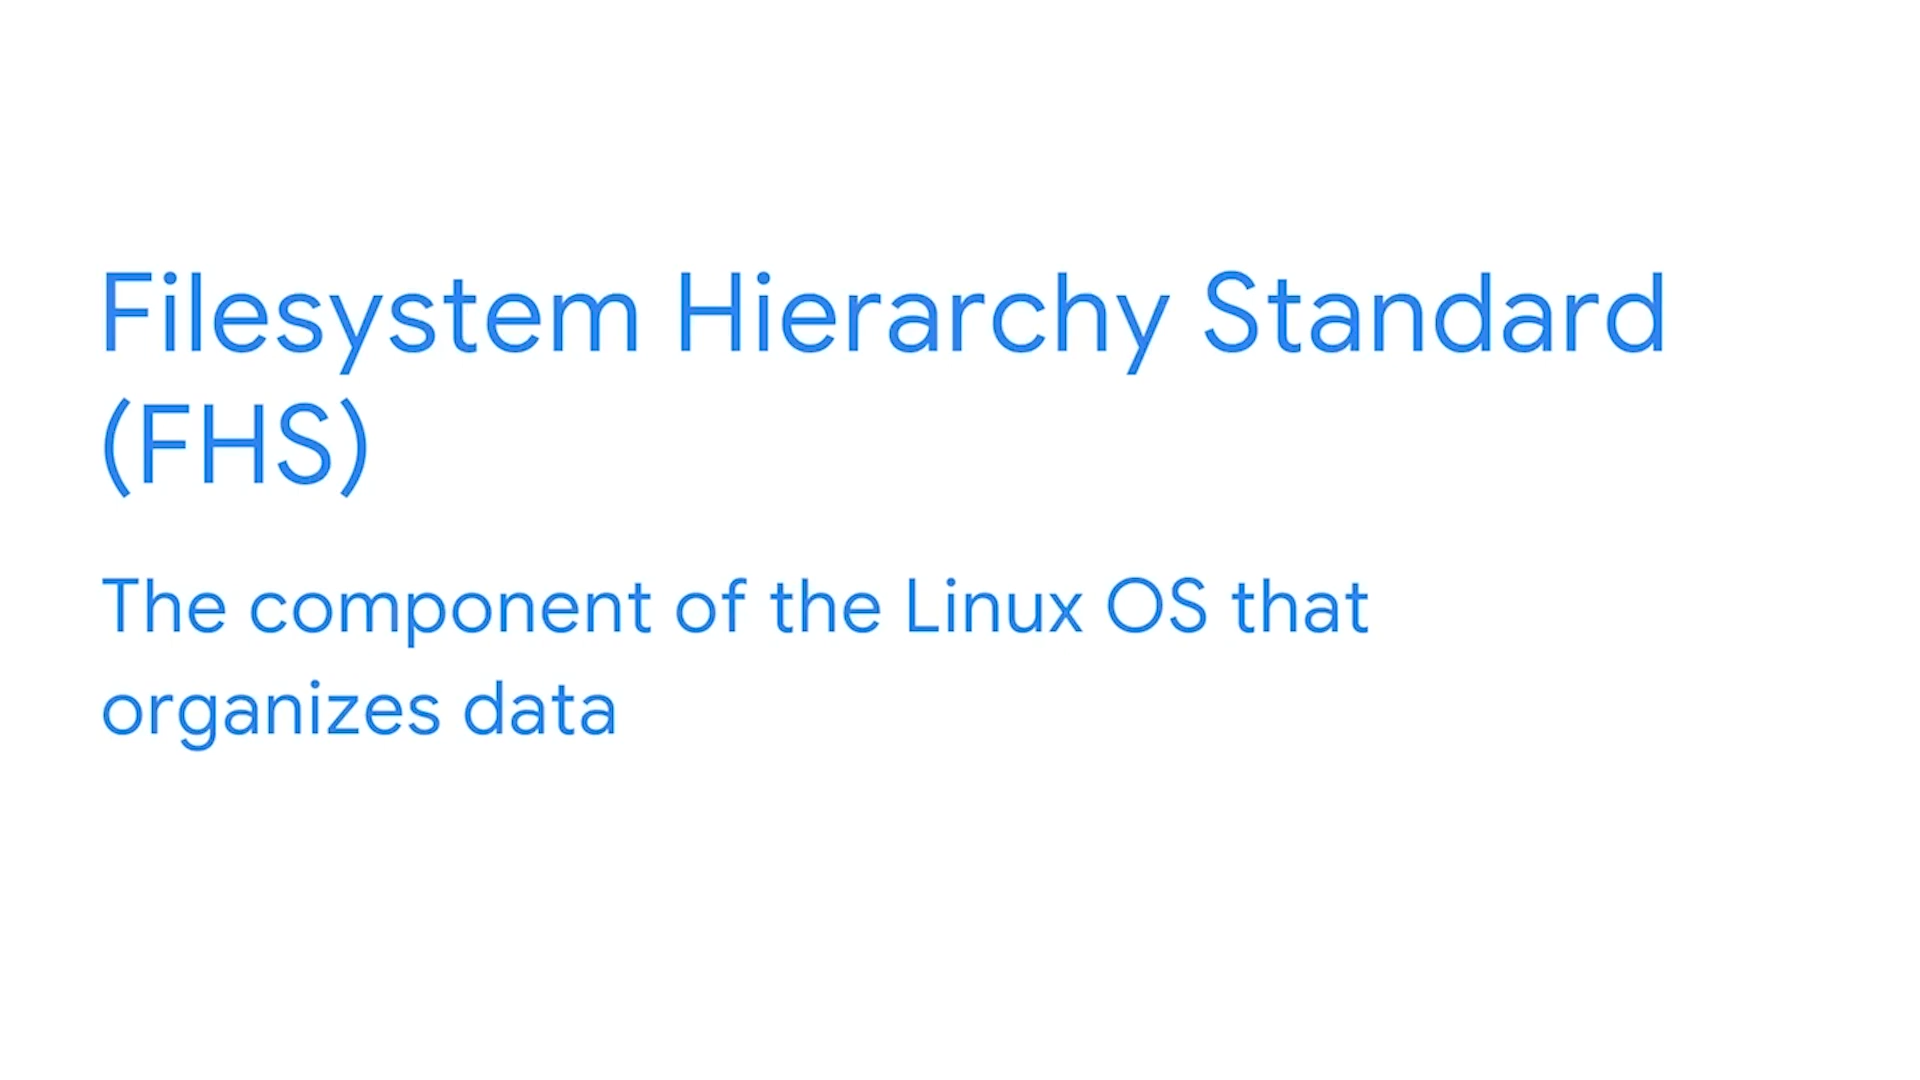 Filesystem Hierarchy Standard
(FHS)
The component of the Linux OS that
organizes data